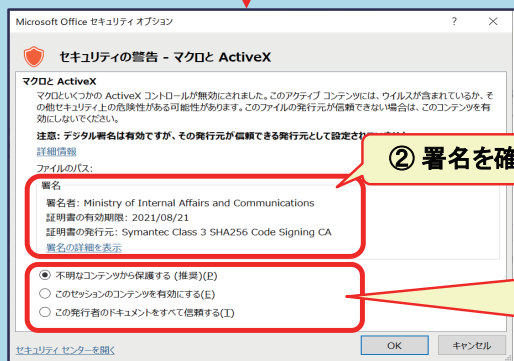 Microsoft Office セキュリティ オプション
セキュリティの警告 - マクロと ActiveX
マクロと ActiveX
マクロといくつかの ActiveX コントロールが無効にされました。このアクティブ コンテンツには、ウイルスが含まれているか、そ
の他セキュリティ上の危険性がある可能性があります。このファイルの発行元が信頼できない場合は、このコンテンツを有
効にしないでください。
注意: デジタル署名は有効ですが、その発行元が信頼できる発行元として設定され
詳細情報
ファイルのパス:
② 署名を確
署名
署名者: Ministry of Internal Affairs and Communications
証明書の有効期限: 2021/08/21
証明書の発行元: Symantec Class 3 SHA256 Code Signing CA
署名の詳細を表示
不明なコンテンツから保護する (推奨)(P)
このセッションのコンテンツを有効にする(E)
この発行者のドキュメントをすべて信頼する(T)
セキュリティ センターを開く
OK
キャンセル